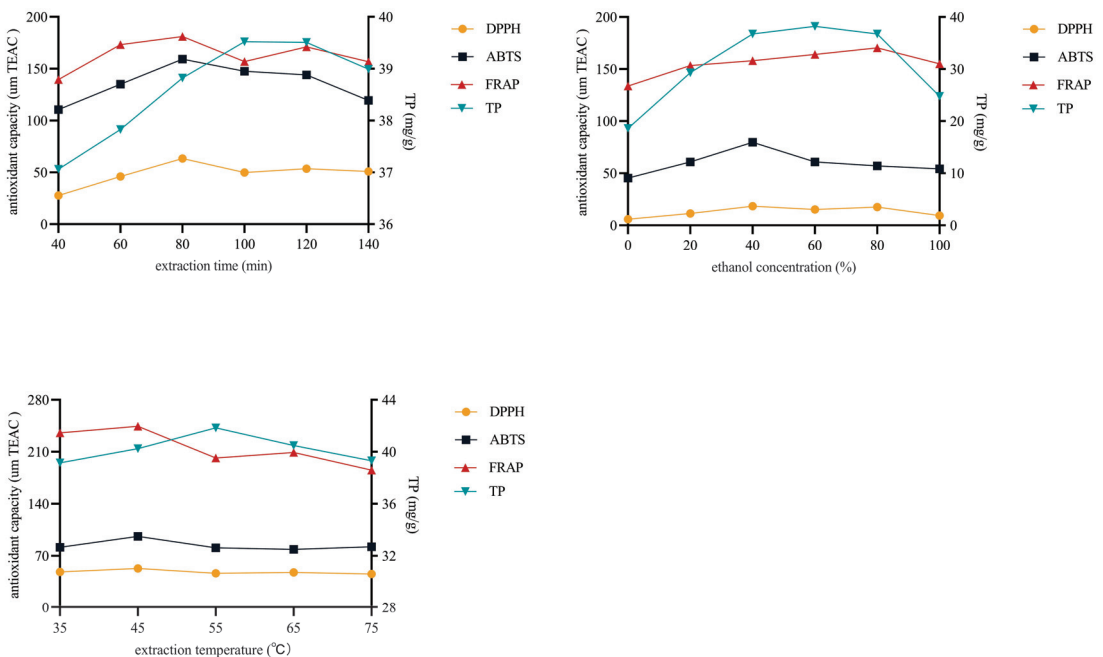 200
150
100
50
0
antioxidant capacity (um TEAC )
40
39
38
37
36
TP (mg/g)
40 60 80 100 120 140
extraction time (min)
DPPH
ABTS
FRAP
TP
200
150
100
50
0
antioxidant capacity (um TEAC )
40
30
20
10
0
TP (mg/g)
0 20 40 60 80 100
ethanol concentration (%)
DPPH
ABTS
FRAP
TP
280
210
140
70
0
antioxidant capacity (um TEAC )
44
40
36
32
28
TP (mg/g)
35 45 55 65 75
extraction temperature (℃)
DPPH
ABTS
FRAP
TP